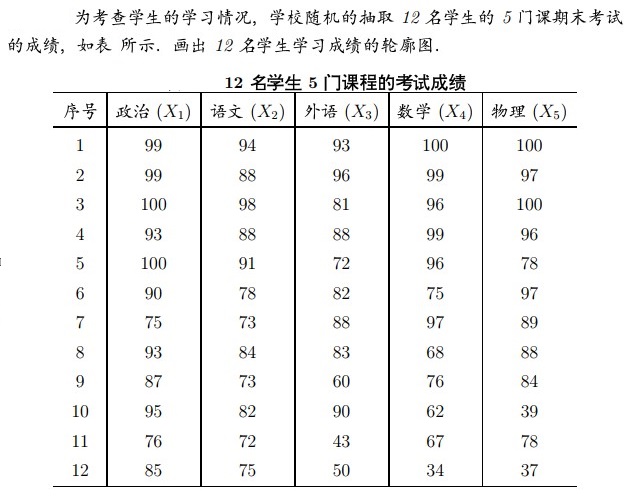 为考查学生的学习情况, 学校随机的抽取 12 名学生的 5 门课期末考试
的成绩, 如表 所示. 画出 12 名学生学习成绩的轮廓图.
12 名学生 5 门课程的考试成绩
序号 政治 (X₁) 语文 (X₂) 外语 (X₃) 数学 (X₄) 物理 (X₅)
1 99 94 93 100 100
2 99 88 96 99 97
3 100 98 81 96 100
4 93 88 88 99 96
5 100 91 72 96 78
6 90 78 82 75 97
7 75 73 88 97 89
8 93 84 83 68 88
9 87 73 60 76 84
10 95 82 90 62 39
11 76 72 43 67 78
12 85 75 50 34 37